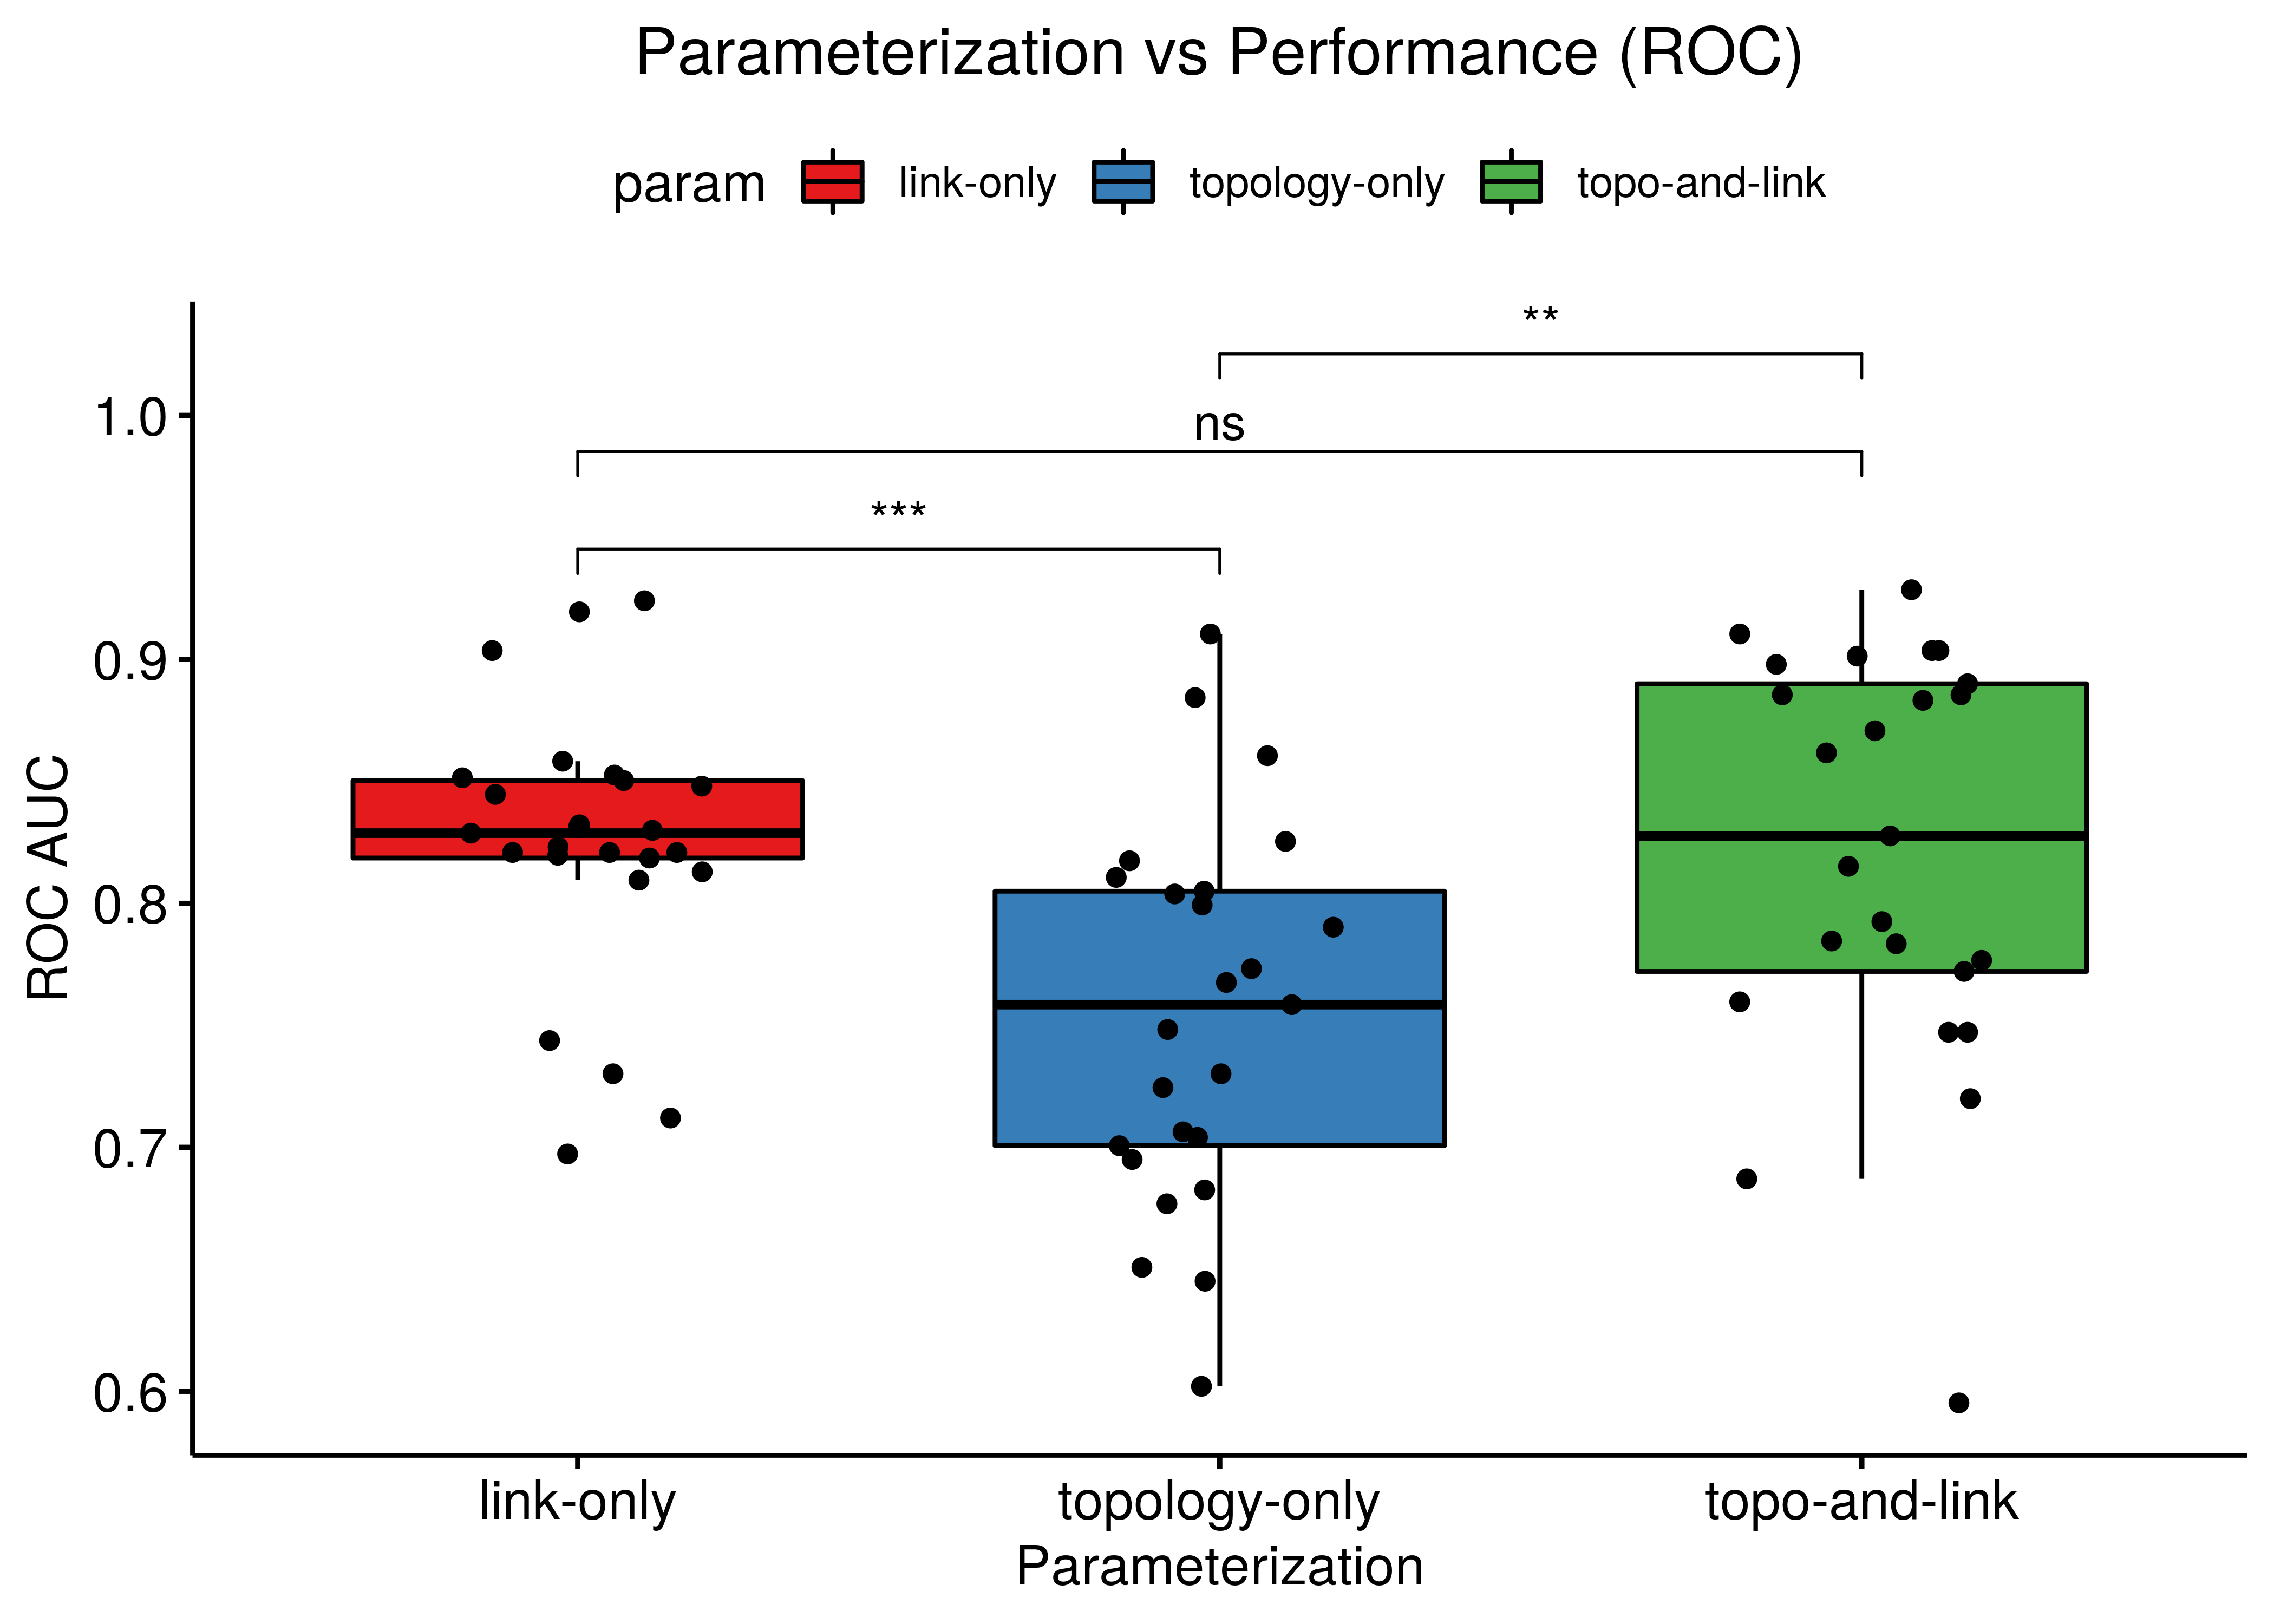 Parameterization vs Performance (ROC)
param link-only topology-only topo-and-link
**
1.0
ns
***
0.9
0.8
0.7
0.6
ROC AUC
link-only topology-only topo-and-link
Parameterization